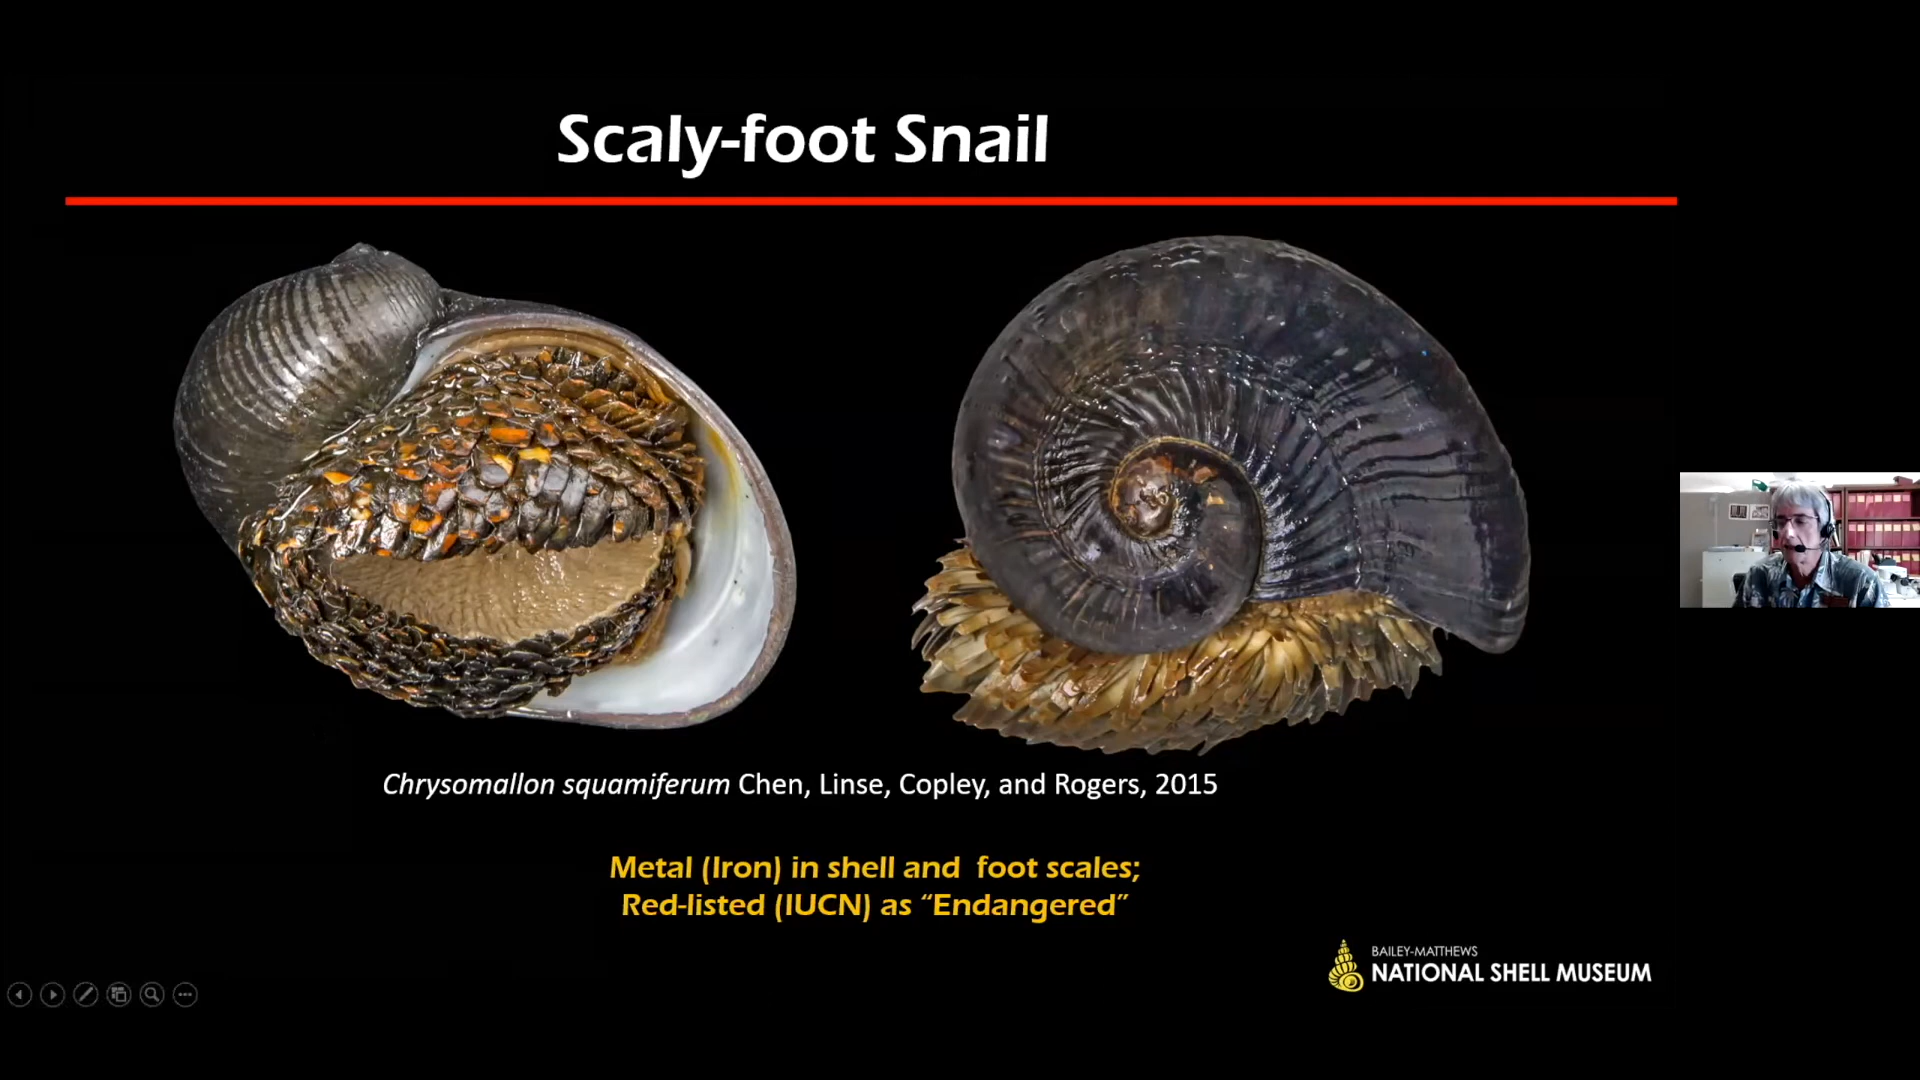 Scaly-foot Snail
Chrysomallon squamiferum Chen, Linse, Copley, and Rogers, 2015
Metal (Iron) in shell and  foot scales;
Red-listed (IUCN) as “Endangered”
BAILEY-MATTHEWS
NATIONAL SHELL MUSEUM